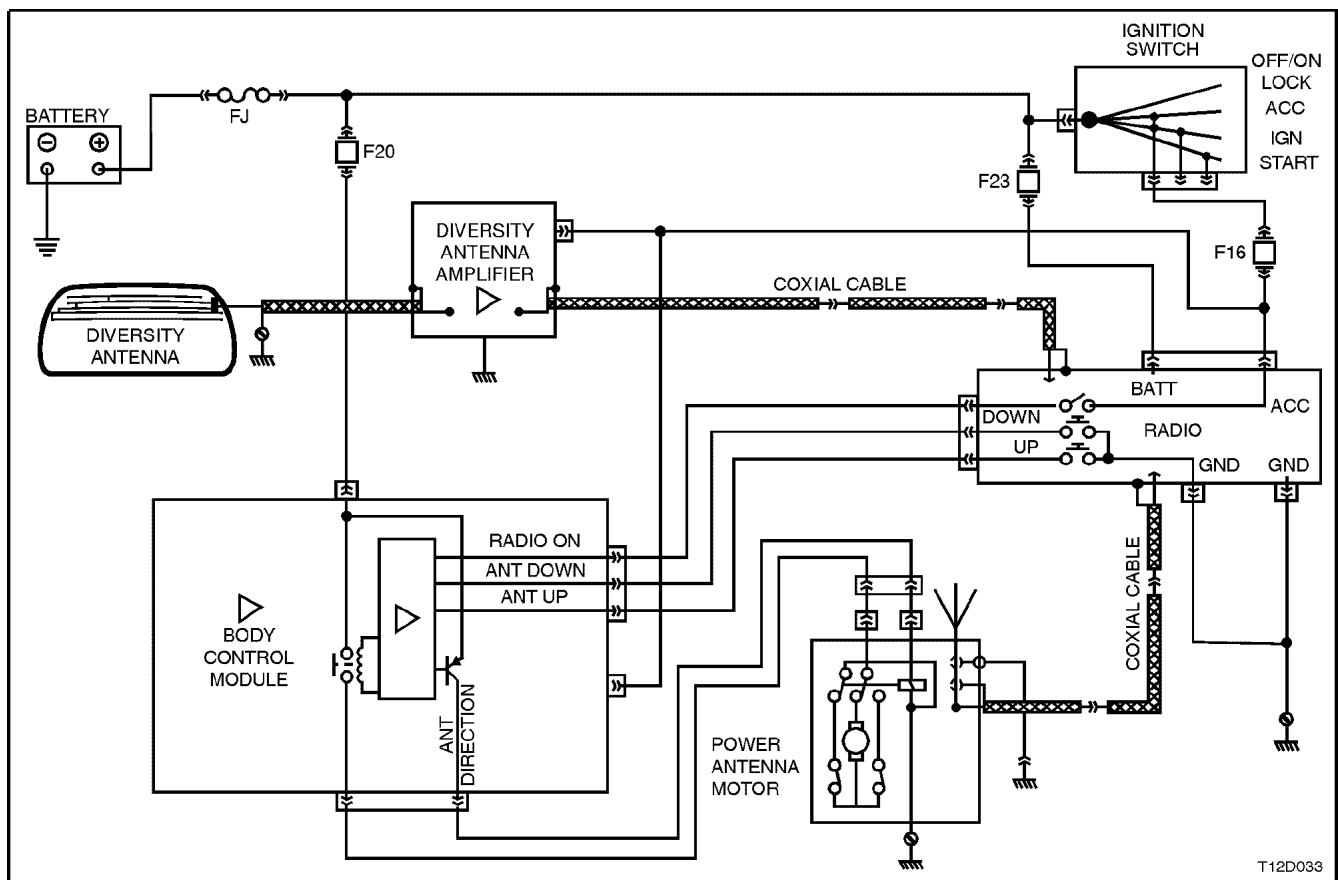 IGNITION
SWITCH
OFF/ON
LOCK
ACC
IGN
START
BATTERY
FJ
F20
F23
F16
DIVERSITY
ANTENNA
AMPLIFIER
COXIAL CABLE
DIVERSITY
ANTENNA
BATT
ACC
DOWN
RADIO
UP
GND
GND
RADIO ON
ANT DOWN
ANT UP
BODY
CONTROL
MODULE
ANT
DIRECTION
COXIAL CABLE
POWER
ANTENNA
MOTOR
T12D033